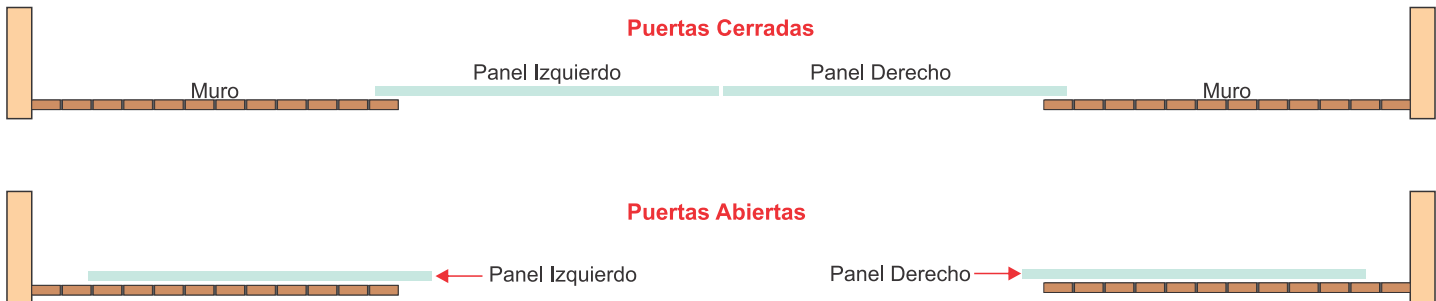 Puertas Cerradas
Panel Izquierdo
Panel Derecho
Muro
Muro
Puertas Abiertas
Panel Izquierdo
Panel Derecho